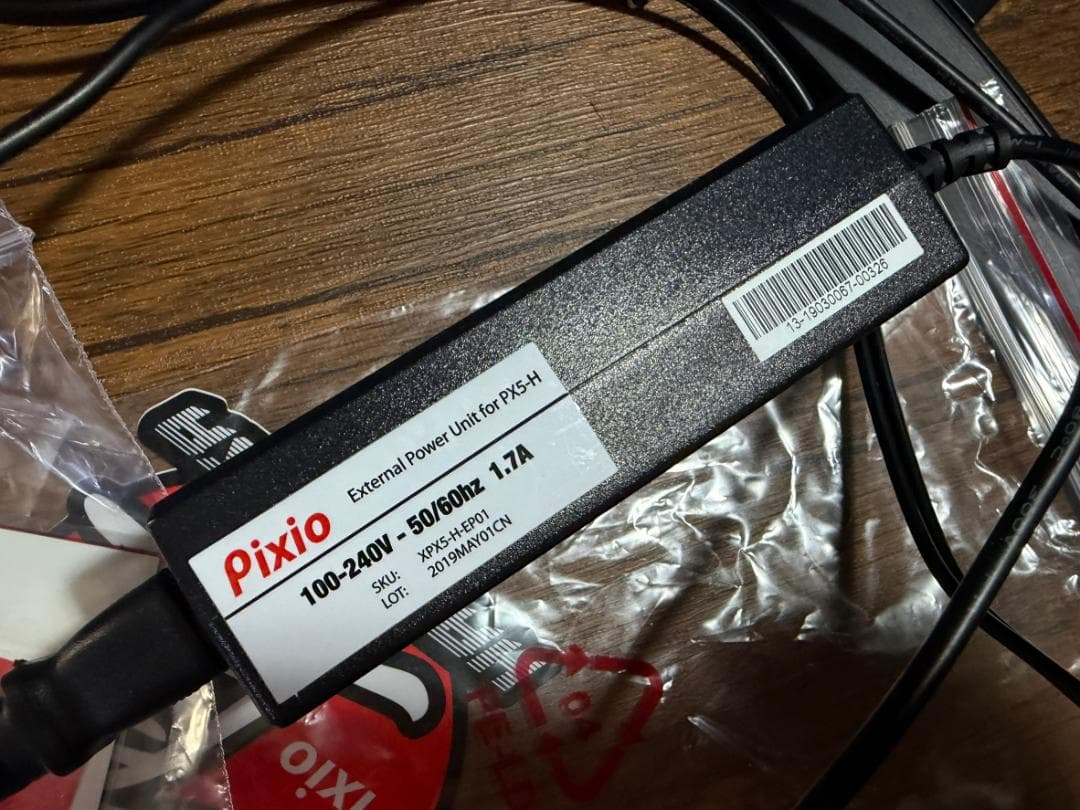 Pixio
External Power Unit for PX5-H
100-240V - 50/60hz 1.7A
SKU: XPX5-H-EP01
LOT: 2019MAY01CN
13-19030067-00326
Pixio